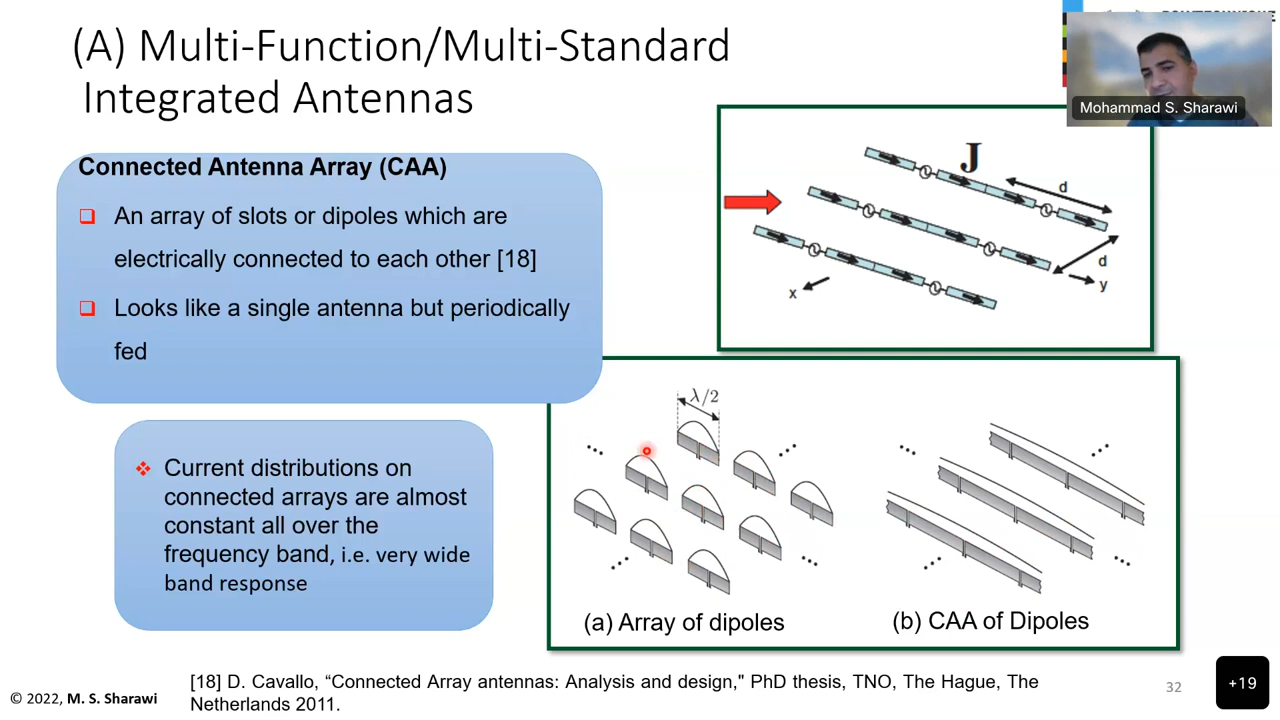 (A) Multi-Function/Multi-Standard
Integrated Antennas
Mohammad S. Sharawi
Connected Antenna Array (CAA)
An array of slots or dipoles which are
electrically connected to each other [18]
Looks like a single antenna but periodically
fed
J
d
d
x
y
Current distributions on
connected arrays are almost
constant all over the
frequency band, i.e. very wide
band response
λ/2
(a) Array of dipoles
(b) CAA of Dipoles
[18] D. Cavallo, “Connected Array antennas: Analysis and design," PhD thesis, TNO, The Hague, The
Netherlands 2011.
© 2022, M. S. Sharawi
32
+19